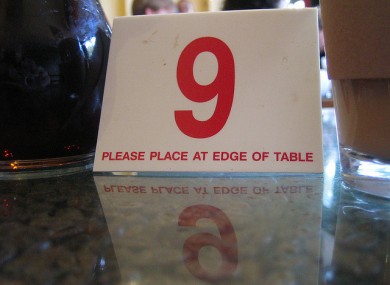 9
PLEASE PLACE AT EDGE OF TABLE